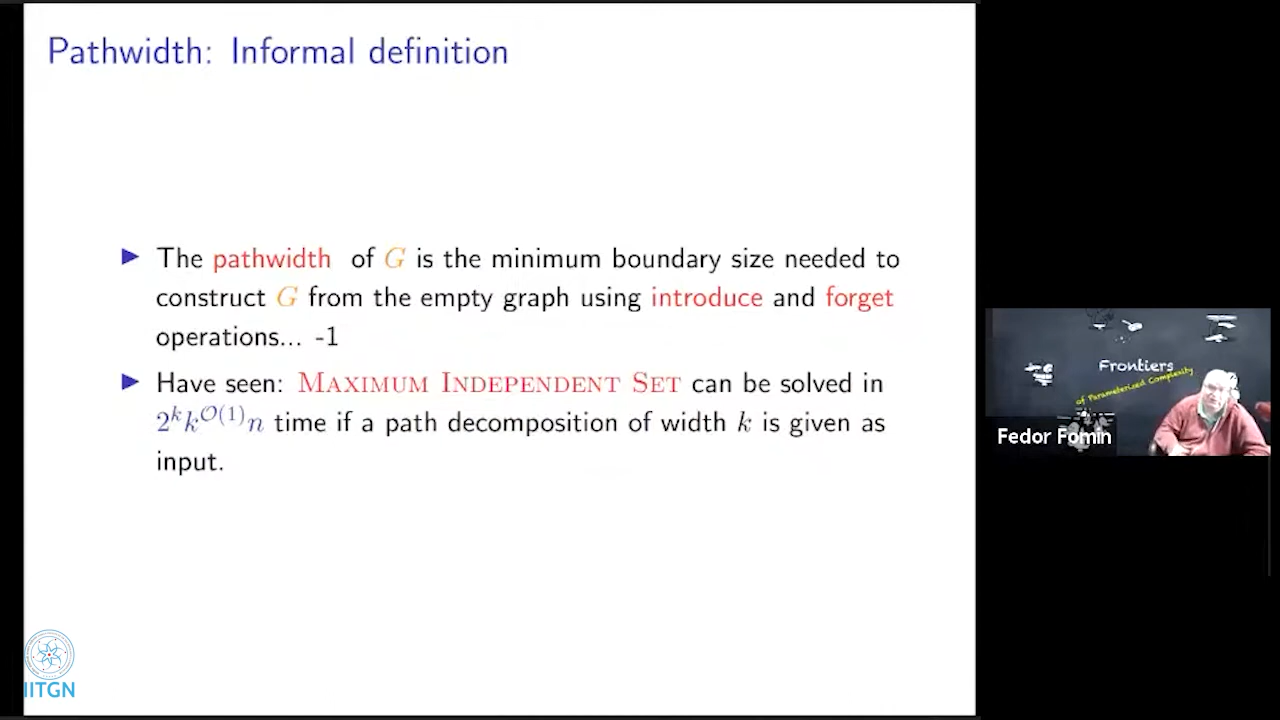 Pathwidth: Informal definition
▶ The pathwidth of G is the minimum boundary size needed to
construct G from the empty graph using introduce and forget
operations... -1
▶ Have seen: MAXIMUM INDEPENDENT SET can be solved in
2^k k^{O(1)} n time if a path decomposition of width k is given as
input.
Frontiers
of Parameterized Complexity
Fedor Fomin
IITGN